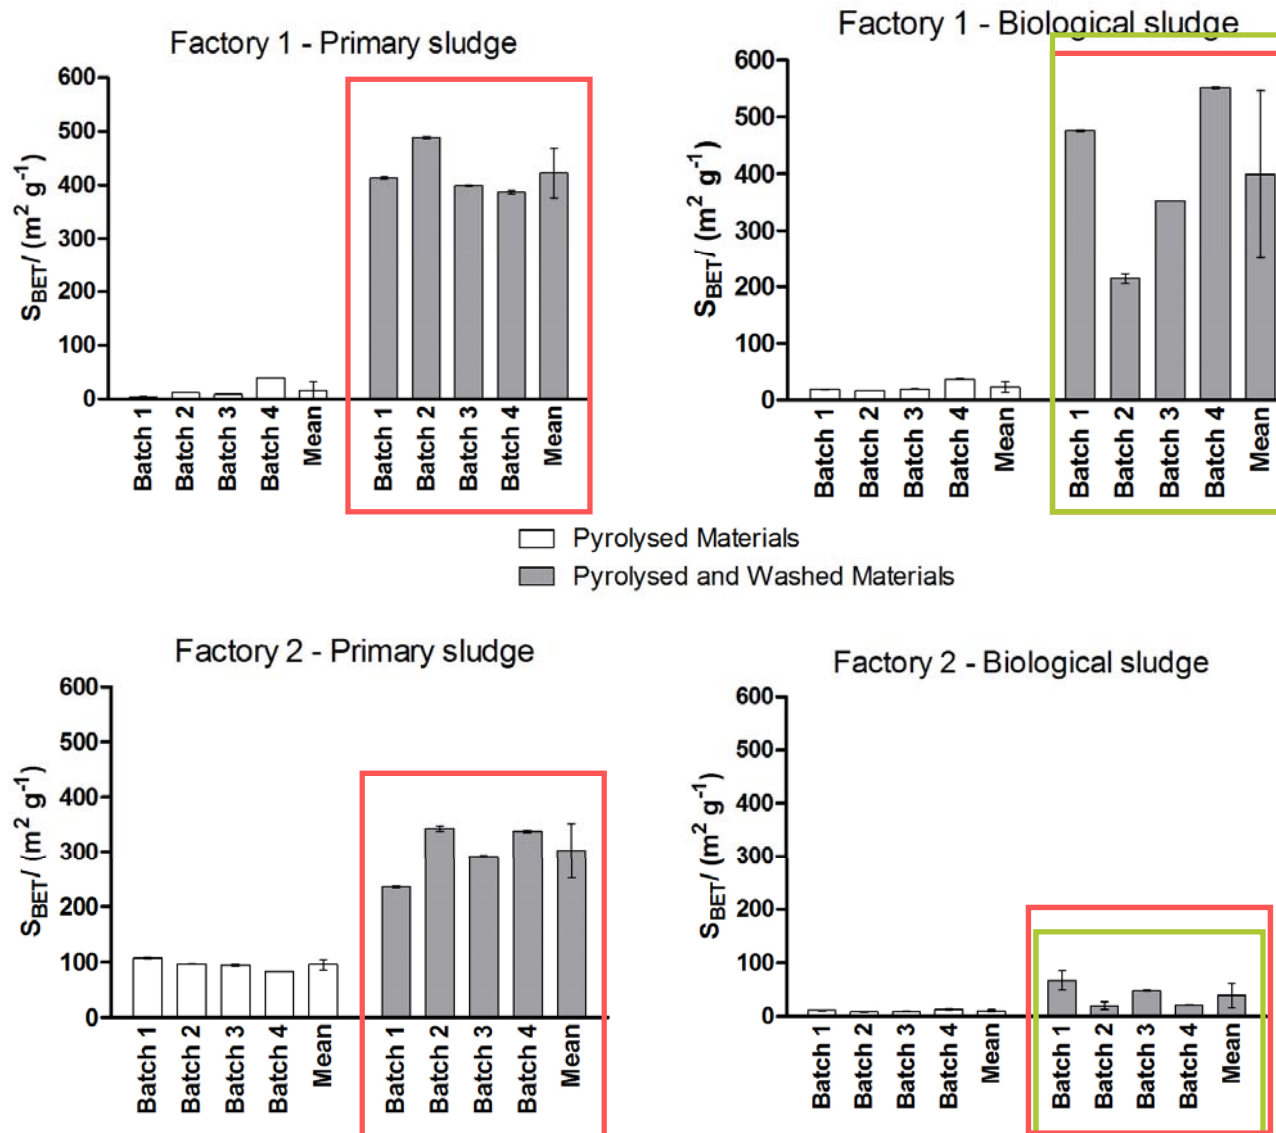 Factory 1 - Primary sludge
S_BET/ (m² g⁻¹)
600
500
400
300
200
100
0
Batch 1
Batch 2
Batch 3
Batch 4
Mean
Batch 1
Batch 2
Batch 3
Batch 4
Mean
Factory 1 - Biological sludge
S_BET/ (m² g⁻¹)
600
500
400
300
200
100
0
Batch 1
Batch 2
Batch 3
Batch 4
Mean
Batch 1
Batch 2
Batch 3
Batch 4
Mean
Pyrolysed Materials
Pyrolysed and Washed Materials
Factory 2 - Primary sludge
S_BET/ (m² g⁻¹)
600
500
400
300
200
100
0
Batch 1
Batch 2
Batch 3
Batch 4
Mean
Batch 1
Batch 2
Batch 3
Batch 4
Mean
Factory 2 - Biological sludge
S_BET/ (m² g⁻¹)
600
500
400
300
200
100
0
Batch 1
Batch 2
Batch 3
Batch 4
Mean
Batch 1
Batch 2
Batch 3
Batch 4
Mean